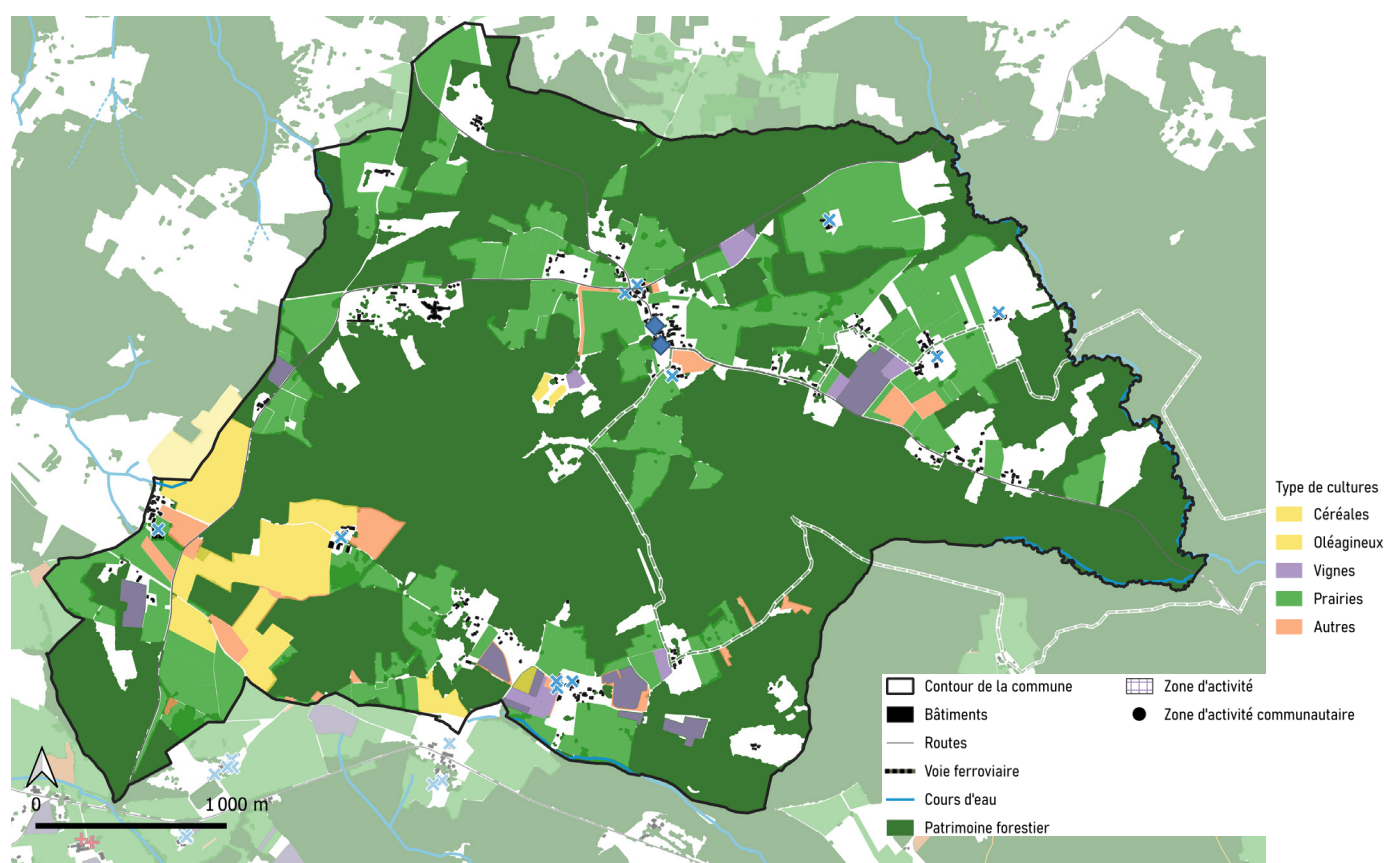 Type de cultures
Céréales
Oléagineux
Vignes
Prairies
Autres
Contour de la commune
Bâtiments
Routes
Voie ferroviaire
Cours d'eau
Patrimoine forestier
Zone d'activité
Zone d'activité communautaire
0 1 000 m